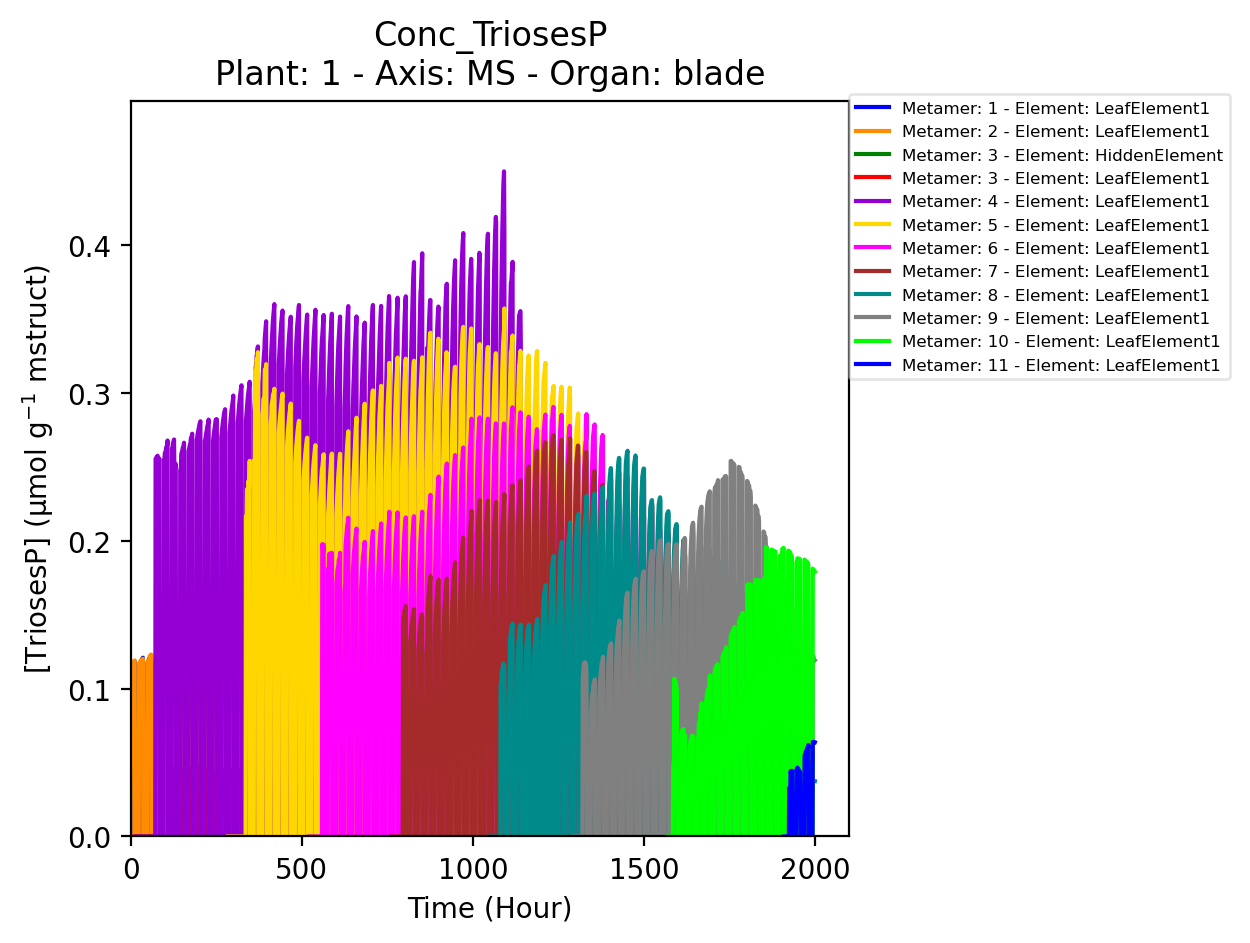 Conc_TriosesP
Plant: 1 - Axis: MS - Organ: blade
[TriosesP] (µmol g⁻¹ mstruct)
0.4
0.3
0.2
0.1
0.0
0 500 1000 1500 2000
Time (Hour)
Metamer: 1 - Element: LeafElement1
Metamer: 2 - Element: LeafElement1
Metamer: 3 - Element: HiddenElement
Metamer: 3 - Element: LeafElement1
Metamer: 4 - Element: LeafElement1
Metamer: 5 - Element: LeafElement1
Metamer: 6 - Element: LeafElement1
Metamer: 7 - Element: LeafElement1
Metamer: 8 - Element: LeafElement1
Metamer: 9 - Element: LeafElement1
Metamer: 10 - Element: LeafElement1
Metamer: 11 - Element: LeafElement1